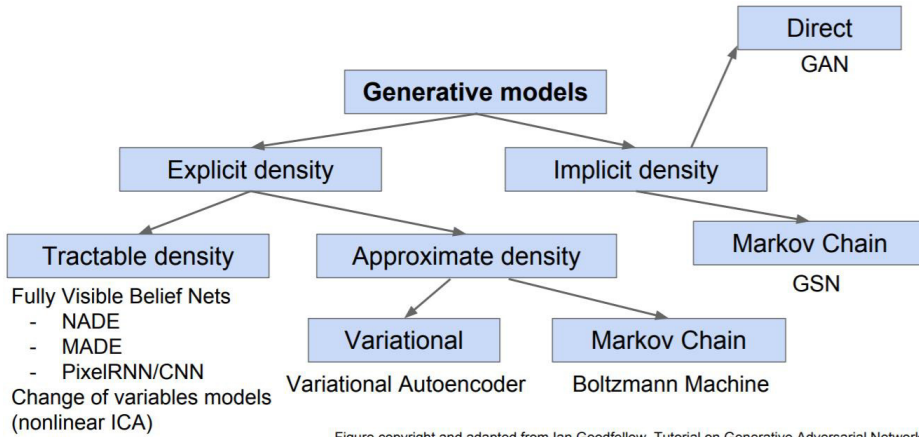 Direct
GAN
Generative models
Explicit density
Implicit density
Tractable density
Approximate density
Markov Chain
GSN
Fully Visible Belief Nets
- NADE
- MADE
- PixelRNN/CNN
Change of variables models
(nonlinear ICA)
Variational
Variational Autoencoder
Markov Chain
Boltzmann Machine
Figure copyright and adapted from Ian Goodfellow, Tutorial on Generative Adversarial Network